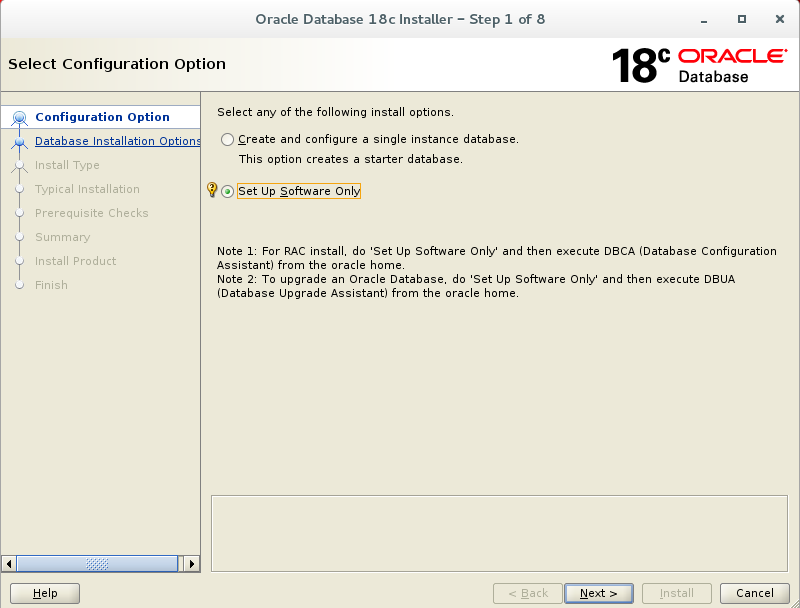 Oracle Database 18c Installer – Step 1 of 8
Select Configuration Option
18c ORACLE
Database
Configuration Option
Database Installation Options
Install Type
Typical Installation
Prerequisite Checks
Summary
Install Product
Finish
Select any of the following install options.
Create and configure a single instance database.
This option creates a starter database.
Set Up Software Only
Note 1: For RAC install, do 'Set Up Software Only' and then execute DBCA (Database Configuration
Assistant) from the oracle home.
Note 2: To upgrade an Oracle Database, do 'Set Up Software Only' and then execute DBUA
(Database Upgrade Assistant) from the oracle home.
Help
< Back
Next >
Install
Cancel